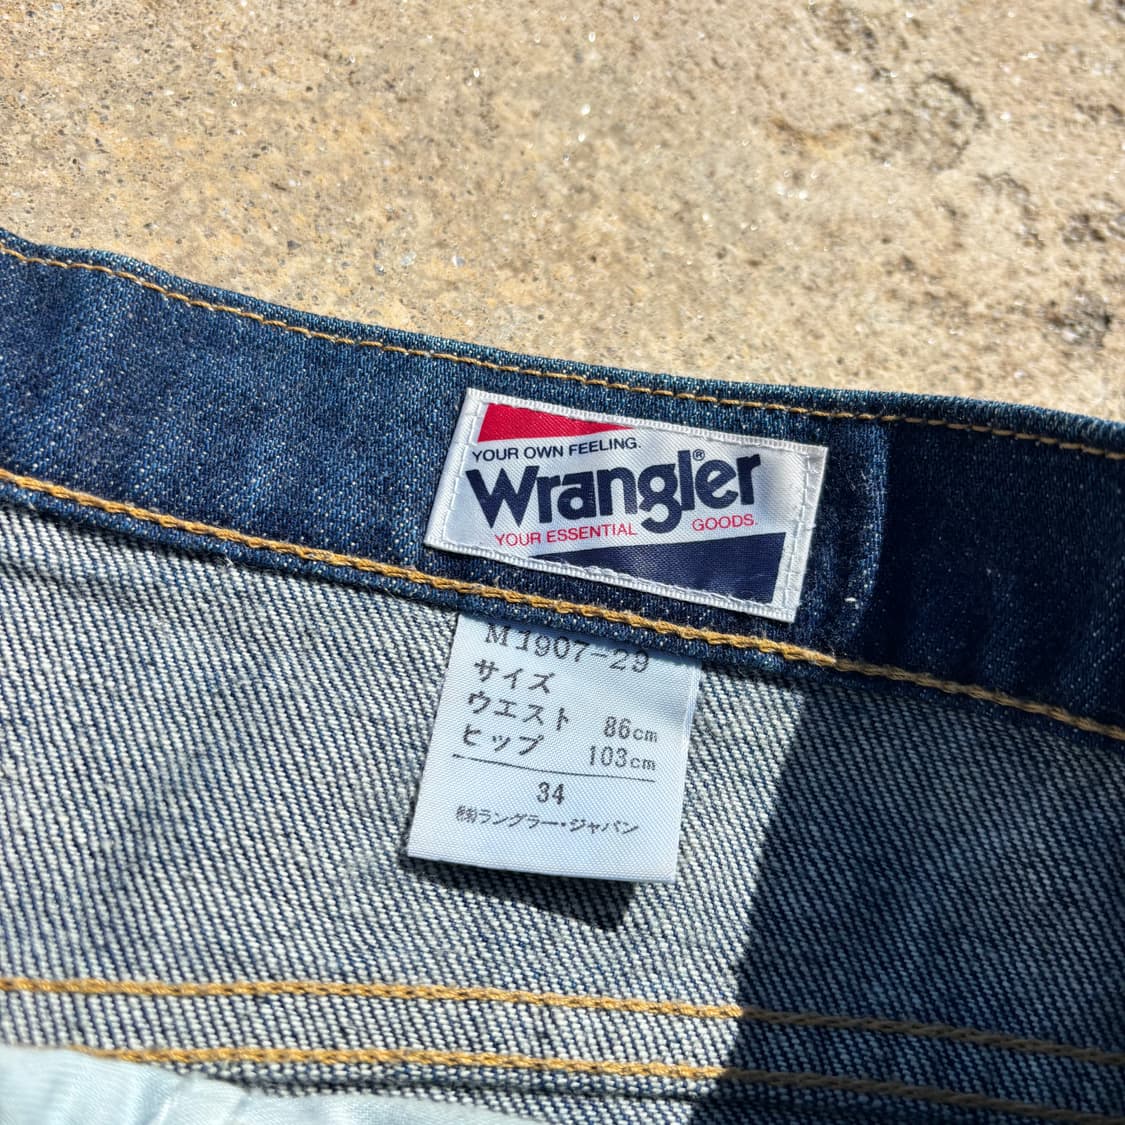 YOUR OWN FEELING.
Wrangler®
YOUR ESSENTIAL GOODS.
M1907-29
サイズ
ウエスト 86cm
ヒップ 103cm
34
㈱ラングラー・ジャパン